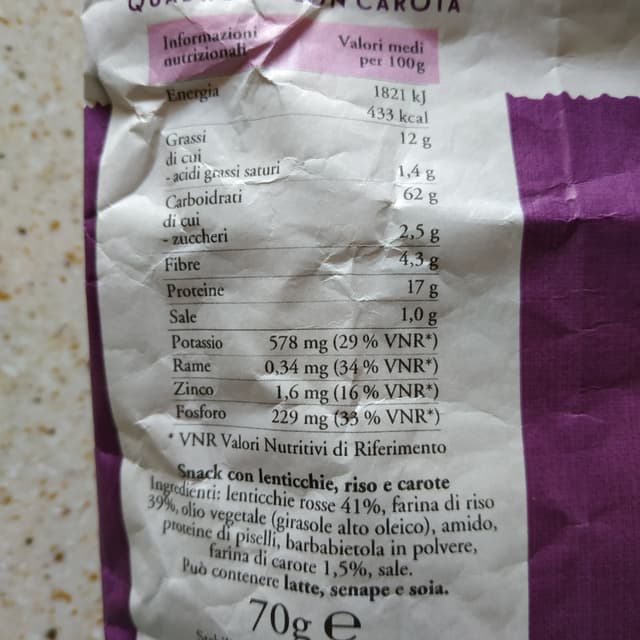 CON CAROTA
Informazioni nutrizionali
Valori medi per 100g
Energia 1821 kJ
433 kcal
Grassi 12 g
di cui
- acidi grassi saturi 1,4 g
Carboidrati 62 g
di cui
- zuccheri 2,5 g
Fibre 4,3 g
Proteine 17 g
Sale 1,0 g
Potassio 578 mg (29 % VNR*)
Rame 0,34 mg (34 % VNR*)
Zinco 1,6 mg (16 % VNR*)
Fosforo 229 mg (33 % VNR*)
* VNR Valori Nutritivi di Riferimento
Snack con lenticchie, riso e carote
Ingredienti: lenticchie rosse 41%, farina di riso
39%, olio vegetale (girasole alto oleico), amido,
proteine di piselli, barbabietola in polvere,
farina di carote 1,5%, sale.
Può contenere latte, senape e soia.
70g e